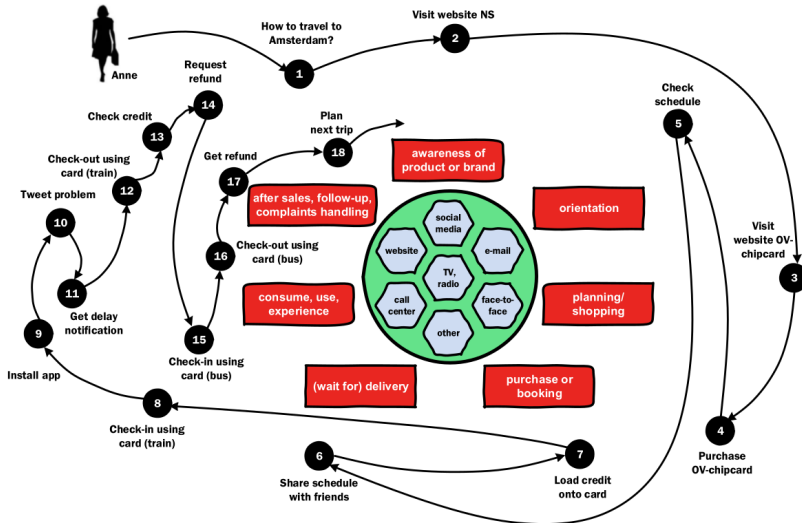 Anne
How to travel to
Amsterdam?
1
Visit website NS
2
Visit
website OV-
chipcard
3
4
Purchase
OV-chipcard
Check
schedule
5
6
Share schedule
with friends
7
Load credit
onto card
8
Check-in using
card (train)
9
Install app
Tweet problem
10
11
Get delay
notification
Check-out using
card (train)
12
Check credit
13
Request
refund
14
15
Check-in using
card (bus)
16
Check-out using
card (bus)
Get refund
17
Plan
next trip
18
awareness of
product or brand
orientation
planning/
shopping
purchase or
booking
(wait for) delivery
consume, use,
experience
after sales, follow-up,
complaints handling
social
media
website
e-mail
TV,
radio
call
center
face-to-
face
other